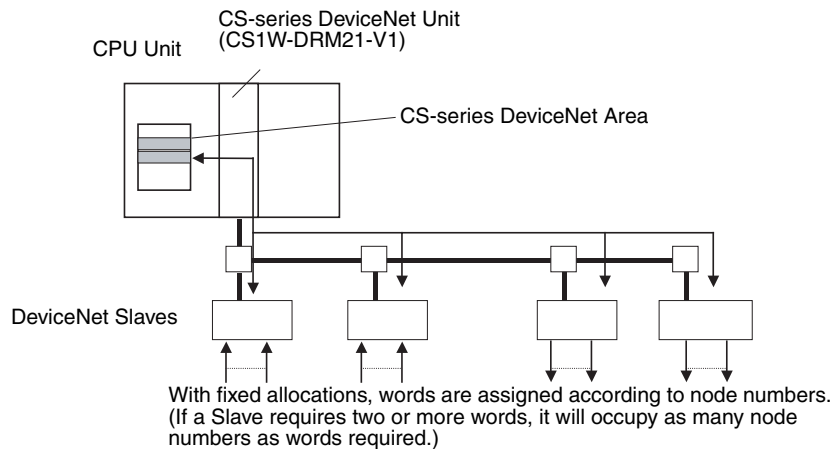 CS-series DeviceNet Unit
(CS1W-DRM21-V1)
CPU Unit
CS-series DeviceNet Area
DeviceNet Slaves
With fixed allocations, words are assigned according to node numbers.
(If a Slave requires two or more words, it will occupy as many node
numbers as words required.)